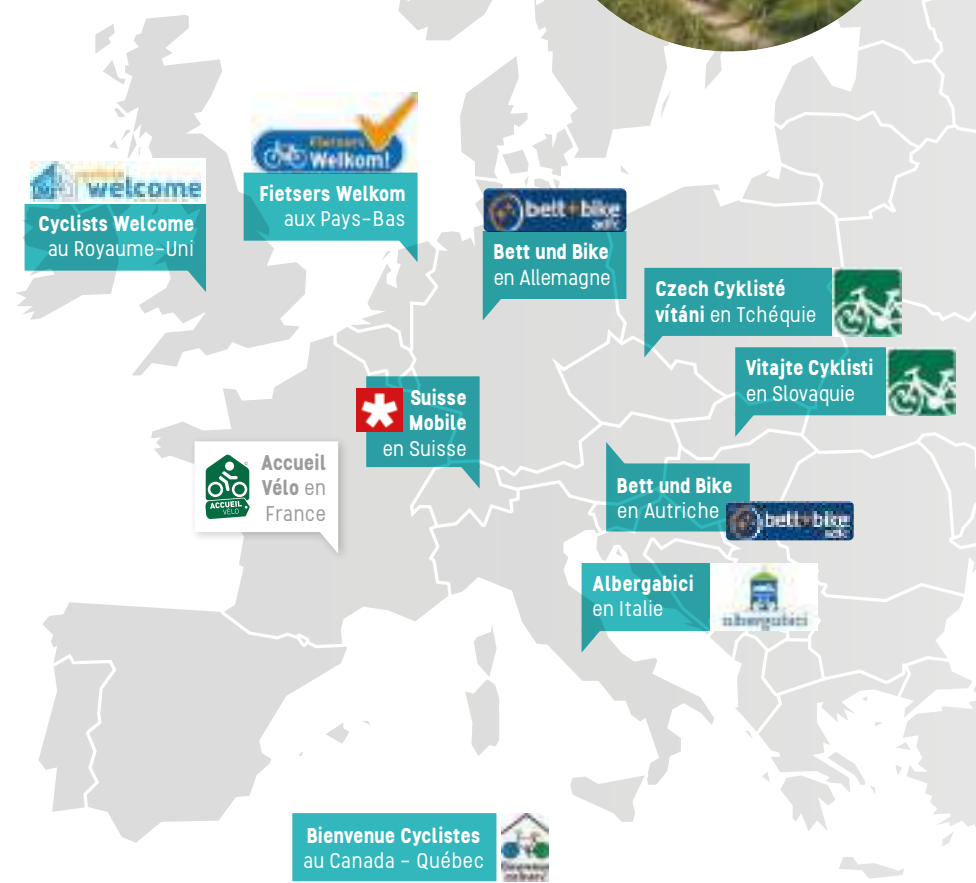 Fietsers
Welkom!
welcome
Fietsers Welkom
aux Pays-Bas
Cyclists Welcome
au Royaume-Uni
bett+bike
adfc
Bett und Bike
en Allemagne
Czech Cyklisté
vítáni en Tchéquie
Vitajte Cyklisti
en Slovaquie
Suisse
Mobile
en Suisse
Accueil
Vélo en
France
ACCUEIL
VÉLO
Bett und Bike
en Autriche
bett+bike
adfc
Albergabici
en Italie
albergabici
Bienvenue Cyclistes
au Canada - Québec